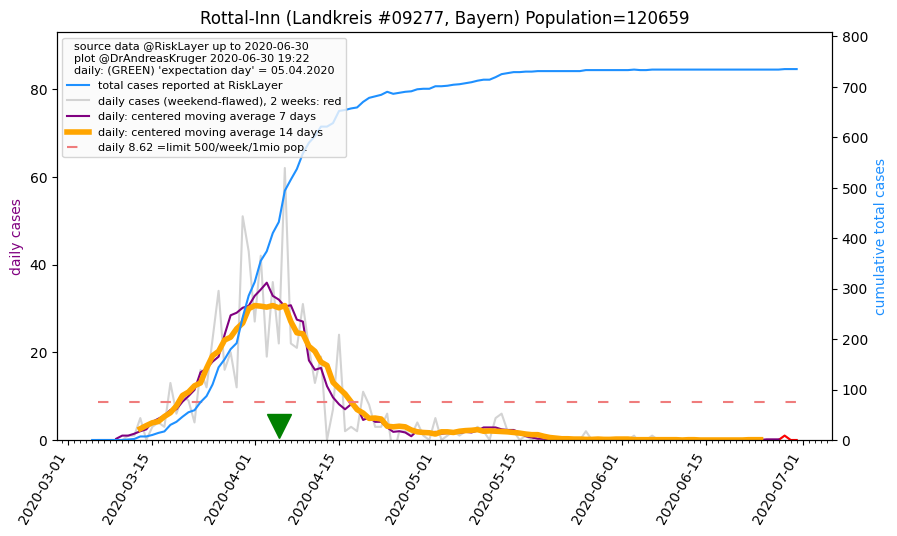 Rottal-Inn (Landkreis #09277, Bayern) Population=120659
source data @RiskLayer up to 2020-06-30
plot @DrAndreasKruger 2020-06-30 19:22
daily: (GREEN) 'expectation day' = 05.04.2020
total cases reported at RiskLayer
daily cases (weekend-flawed), 2 weeks: red
daily: centered moving average 7 days
daily: centered moving average 14 days
daily 8.62 =limit 500/week/1mio pop.
daily cases
80
60
40
20
0
cumulative total cases
800
700
600
500
400
300
200
100
0
2020-03-01
2020-03-15
2020-04-01
2020-04-15
2020-05-01
2020-05-15
2020-06-01
2020-06-15
2020-07-01